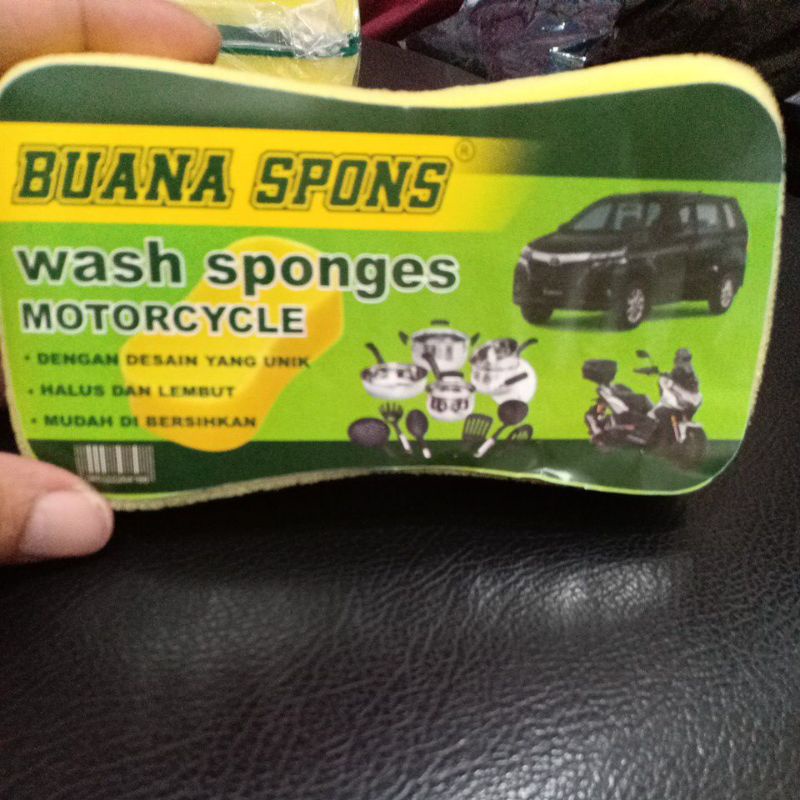 BUANA SPONS®
wash sponges
MOTORCYCLE
• DENGAN DESAIN YANG UNIK
• HALUS DAN LEMBUT
• MUDAH DI BERSIHKAN